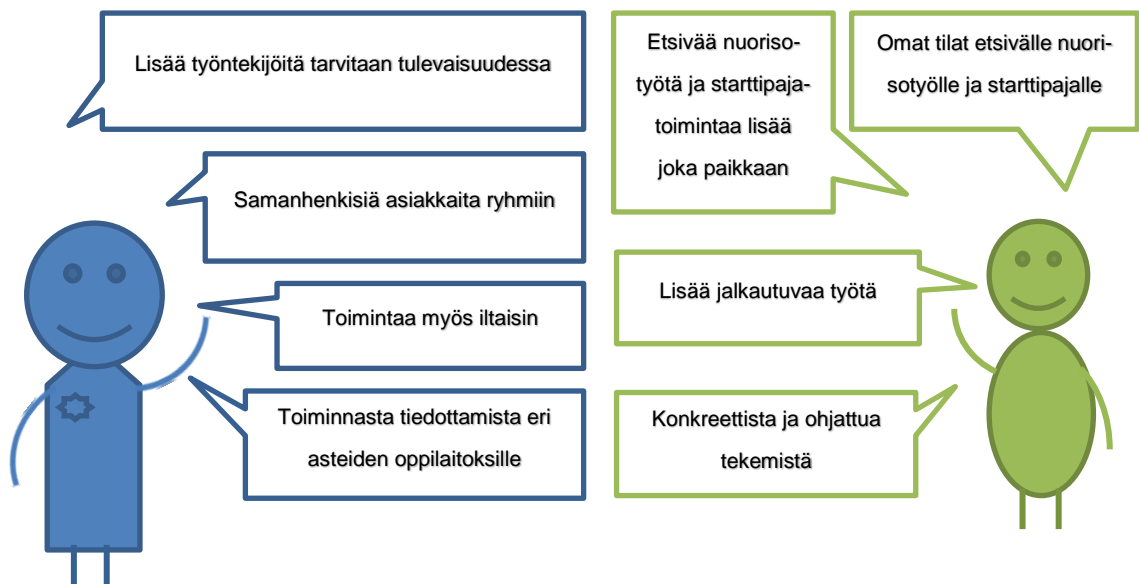 Lisää työntekijöitä tarvitaan tulevaisuudessa
Samanhenkisiä asiakkaita ryhmiin
Toimintaa myös iltaisin
Toiminnasta tiedottamista eri
asteiden oppilaitoksille
Etsivää nuoriso-
työtä ja starttipaja-
toimintaa lisää
joka paikkaan
Omat tilat etsivälle nuori-
sotyölle ja starttipajalle
Lisää jalkautuvaa työtä
Konkreettista ja ohjattua
tekemistä